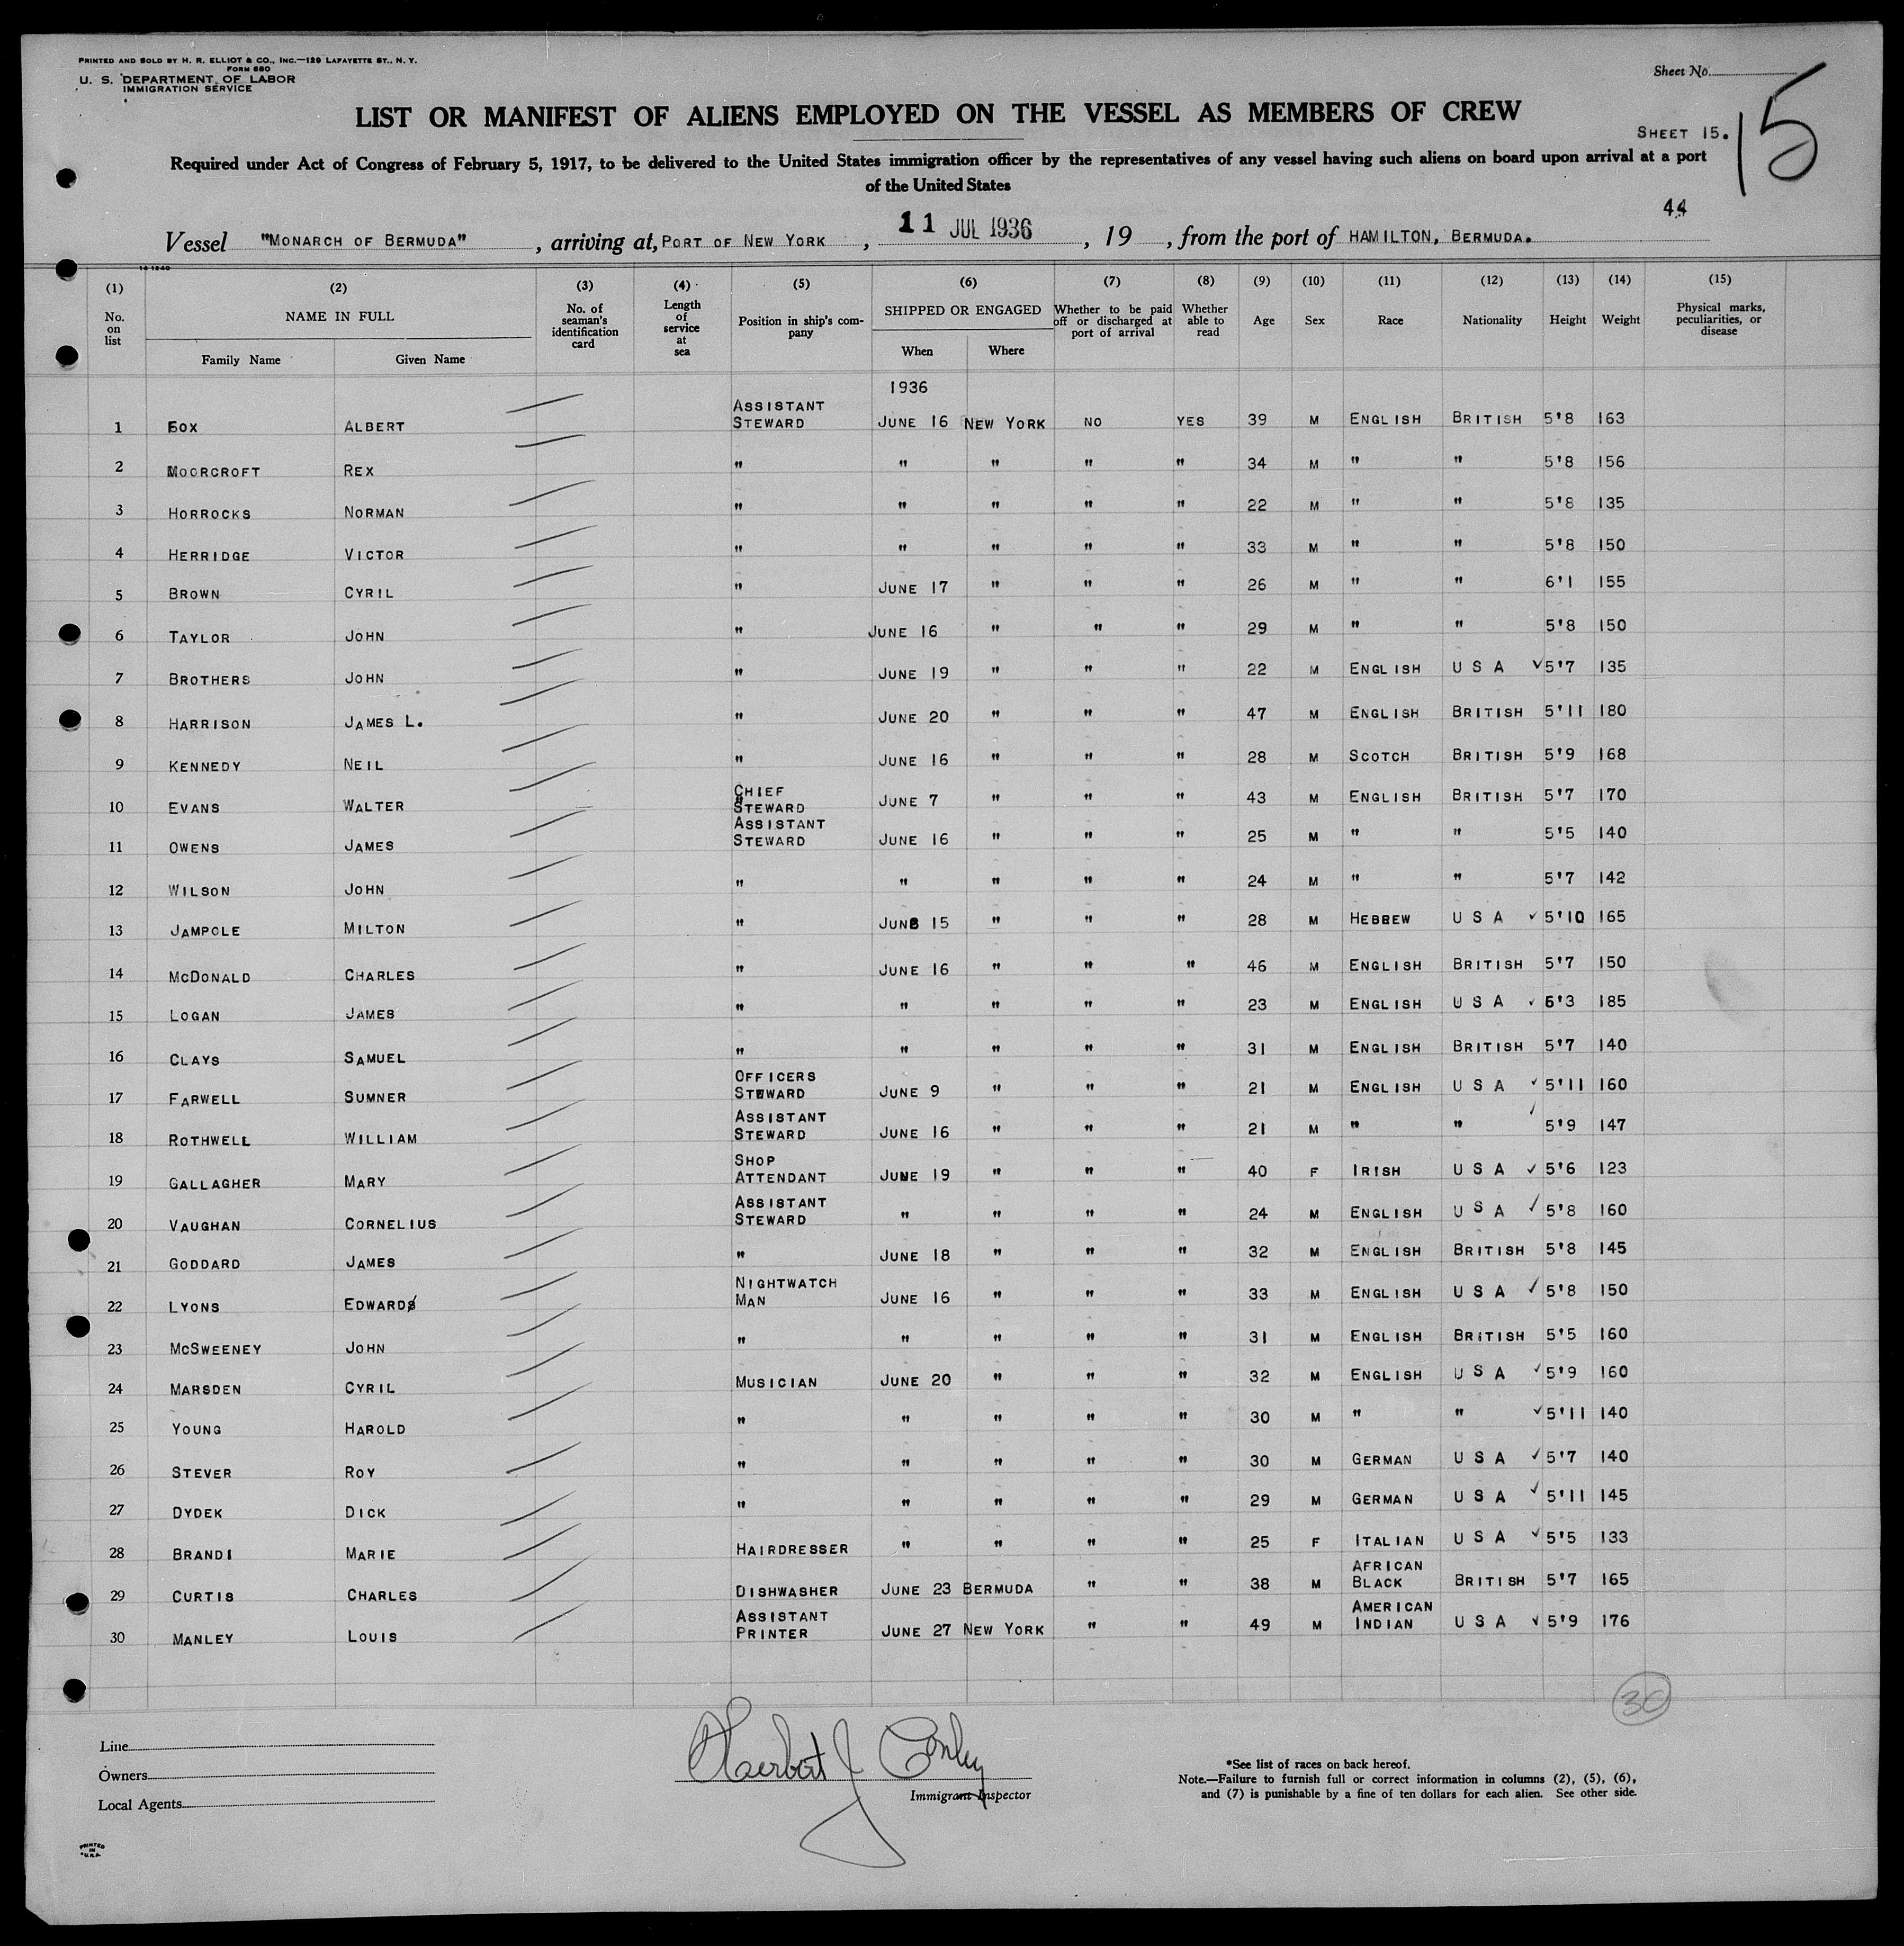 PRINTED AND SOLD BY H. R. ELLIOT & CO., INC.—129 LAFAYETTE ST., N. Y.
FORM 680
U. S. DEPARTMENT OF LABOR
IMMIGRATION SERVICE
Sheet No.
LIST OR MANIFEST OF ALIENS EMPLOYED ON THE VESSEL AS MEMBERS OF CREW
SHEET 15. 15
Required under Act of Congress of February 5, 1917, to be delivered to the United States immigration officer by the representatives of any vessel having such aliens on board upon arrival at a port
of the United States
44
Vessel "MONARCH OF BERMUDA", arriving at, PORT OF NEW YORK, 11 JUL 1936, 19 , from the port of HAMILTON, BERMUDA.
14-1240
(1) (2) (3) (4) (5) (6) (7) (8) (9) (10) (11) (12) (13) (14) (15)
No. on list NAME IN FULL Family Name Given Name No. of seaman's identification card Length of service at sea Position in ship's company SHIPPED OR ENGAGED When Where Whether to be paid off or discharged at port of arrival Whether able to read Age Sex Race Nationality Height Weight Physical marks, peculiarities, or disease
1936
1 FOX ALBERT ASSISTANT STEWARD JUNE 16 NEW YORK NO YES 39 M ENGLISH BRITISH 5'8 163
2 MOORCROFT REX " " " " " 34 M " " 5'8 156
3 HORROCKS NORMAN " " " " " 22 M " " 5'8 135
4 HERRIDGE VICTOR " " " " " 33 M " " 5'8 150
5 BROWN CYRIL " JUNE 17 " " " 26 M " " 6'1 155
6 TAYLOR JOHN " JUNE 16 " " " 29 M " " 5'8 150
7 BROTHERS JOHN " JUNE 19 " " " 22 M ENGLISH U S A ✓ 5'7 135
8 HARRISON JAMES L. " JUNE 20 " " " 47 M ENGLISH BRITISH 5'11 180
9 KENNEDY NEIL " JUNE 16 " " " 28 M SCOTCH BRITISH 5'9 168
10 EVANS WALTER CHIEF STEWARD JUNE 7 " " " 43 M ENGLISH BRITISH 5'7 170
11 OWENS JAMES ASSISTANT STEWARD JUNE 16 " " " 25 M " " 5'5 140
12 WILSON JOHN " " " " " 24 M " " 5'7 142
13 JAMPOLE MILTON " JUNE 15 " " " 28 M HEBREW U S A ✓ 5'10 165
14 MCDONALD CHARLES " JUNE 16 " " " 46 M ENGLISH BRITISH 5'7 150
15 LOGAN JAMES " " " " " 23 M ENGLISH U S A ✓ 6'3 185
16 CLAYS SAMUEL " " " " " 31 M ENGLISH BRITISH 5'7 140
17 FARWELL SUMNER OFFICERS STEWARD JUNE 9 " " " 21 M ENGLISH U S A ✓ 5'11 160
18 ROTHWELL WILLIAM ASSISTANT STEWARD JUNE 16 " " " 21 M " " ✓ 5'9 147
19 GALLAGHER MARY SHOP ATTENDANT JUNE 19 " " " 40 F IRISH U S A ✓ 5'6 123
20 VAUGHAN CORNELIUS ASSISTANT STEWARD " " " " 24 M ENGLISH U S A ✓ 5'8 160
21 GODDARD JAMES " JUNE 18 " " " 32 M ENGLISH BRITISH 5'8 145
22 LYONS EDWARD NIGHTWATCH MAN JUNE 16 " " " 33 M ENGLISH U S A ✓ 5'8 150
23 MCSWEENEY JOHN " " " " " 31 M ENGLISH BRITISH 5'5 160
24 MARSDEN CYRIL MUSICIAN JUNE 20 " " " 32 M ENGLISH U S A ✓ 5'9 160
25 YOUNG HAROLD " " " " " 30 M " " ✓ 5'11 140
26 STEVER ROY " " " " " 30 M GERMAN U S A ✓ 5'7 140
27 DYDEK DICK " " " " " 29 M GERMAN U S A ✓ 5'11 145
28 BRANDI MARIE HAIRDRESSER " " " " 25 F ITALIAN U S A ✓ 5'5 133
29 CURTIS CHARLES DISHWASHER JUNE 23 BERMUDA " " 38 M AFRICAN BLACK BRITISH 5'7 165
30 MANLEY LOUIS ASSISTANT PRINTER JUNE 27 NEW YORK " " 49 M AMERICAN INDIAN U S A ✓ 5'9 176
30
Line
Owners
Local Agents
Herbert J Conley
Immigrant Inspector
*See list of races on back hereof.
Note.—Failure to furnish full or correct information in columns (2), (5), (6),
and (7) is punishable by a fine of ten dollars for each alien. See other side.
PRINTED
IN
U.S.A.